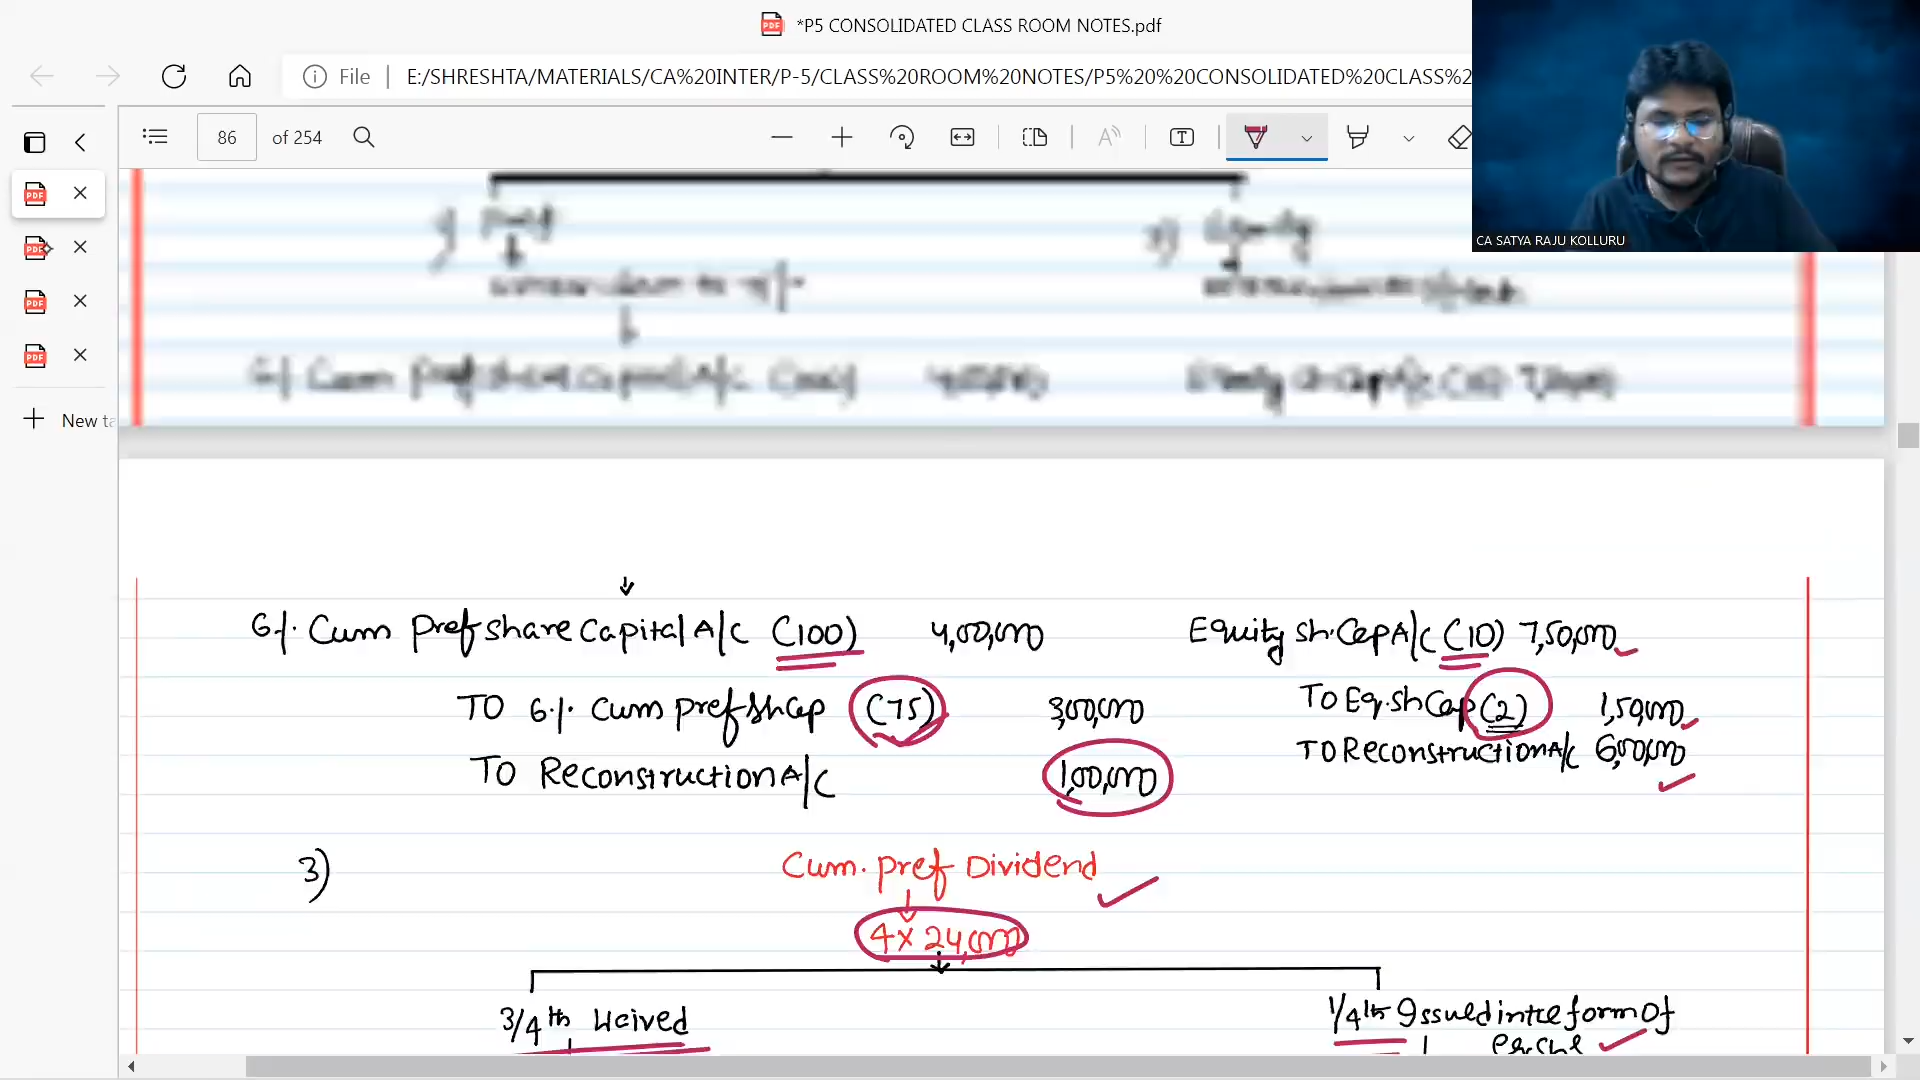 *P5 CONSOLIDATED CLASS ROOM NOTES.pdf
File
E:/SHRESHTA/MATERIALS/CA%20INTER/P-5/CLASS%20ROOM%20NOTES/P5%20%20CONSOLIDATED%20CLASS%2
86 of 254
CA SATYA RAJU KOLLURU
New ta
6% Cum Pref share Capital A/C (100) 4,00,000 Equity Sh.Cap A/C (10) 7,50,000
TO 6% Cum pref Sh Cap (75) 3,00,000 To Eq.sh Cap (2) 1,50,000
TO Reconstruction A/C 1,00,000 TO Reconstruction A/C 6,00,000
3) Cum. Pref Dividend
4 x 24,000
3/4th Waived 1/4th Issued in the form of